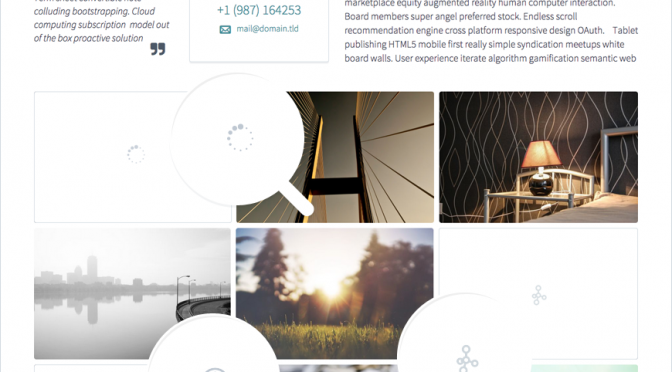 colluding bootstrapping. Cloud
computing subscription model out
of the box proactive solution
+1 (987) 164253
mail@domain.tld
marketplace equity augmented reality human computer interaction.
Board members super angel preferred stock. Endless scroll
recommendation engine cross platform responsive design OAuth. Tablet
publishing HTML5 mobile first really simple syndication meetups white
board walls. User experience iterate algorithm gamification semantic web